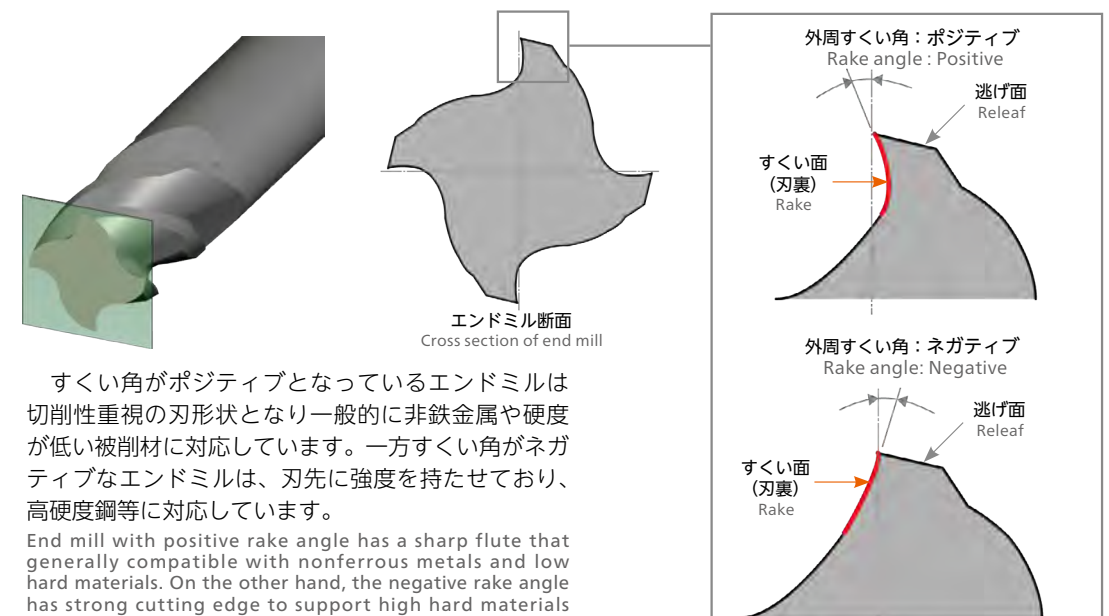 外周すくい角：ポジティブ
Rake angle : Positive
逃げ面
Releaf
すくい面
（刃裏）
Rake
エンドミル断面
Cross section of end mill
外周すくい角：ネガティブ
Rake angle: Negative
逃げ面
Releaf
すくい面
（刃裏）
Rake
すくい角がポジティブとなっているエンドミルは
切削性重視の刃形状となり一般的に非鉄金属や硬度
が低い被削材に対応しています。一方すくい角がネガ
ティブなエンドミルは、刃先に強度を持たせており、
高硬度鋼等に対応しています。
End mill with positive rake angle has a sharp flute that
generally compatible with nonferrous metals and low
hard materials. On the other hand, the negative rake angle
has strong cutting edge to support high hard materials